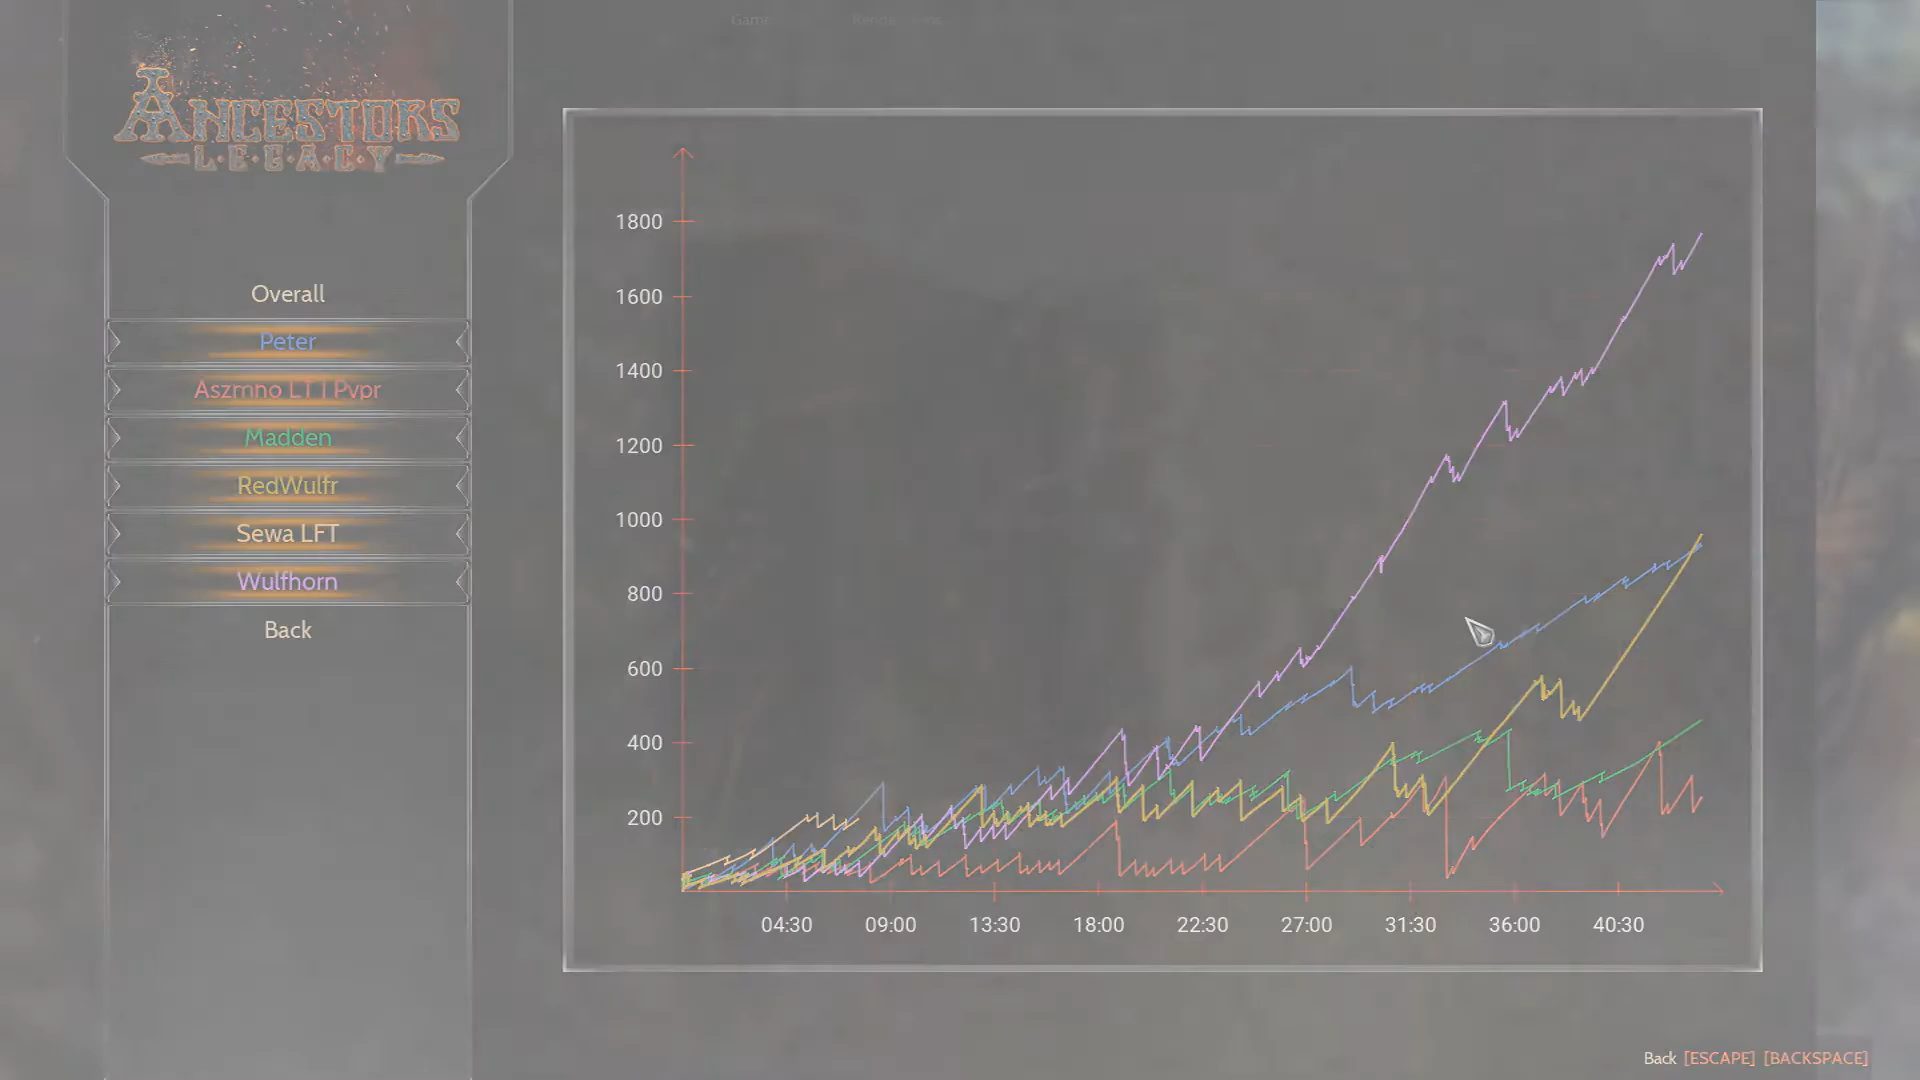 Game
ANCESTORS
LEGACY
Overall
Peter
Aszmno LT | Pvpr
Madden
RedWulfr
Sewa LFT
Wulfhorn
Back
1800
1600
1400
1200
1000
800
600
400
200
04:30 09:00 13:30 18:00 22:30 27:00 31:30 36:00 40:30
Back [ESCAPE] [BACKSPACE]